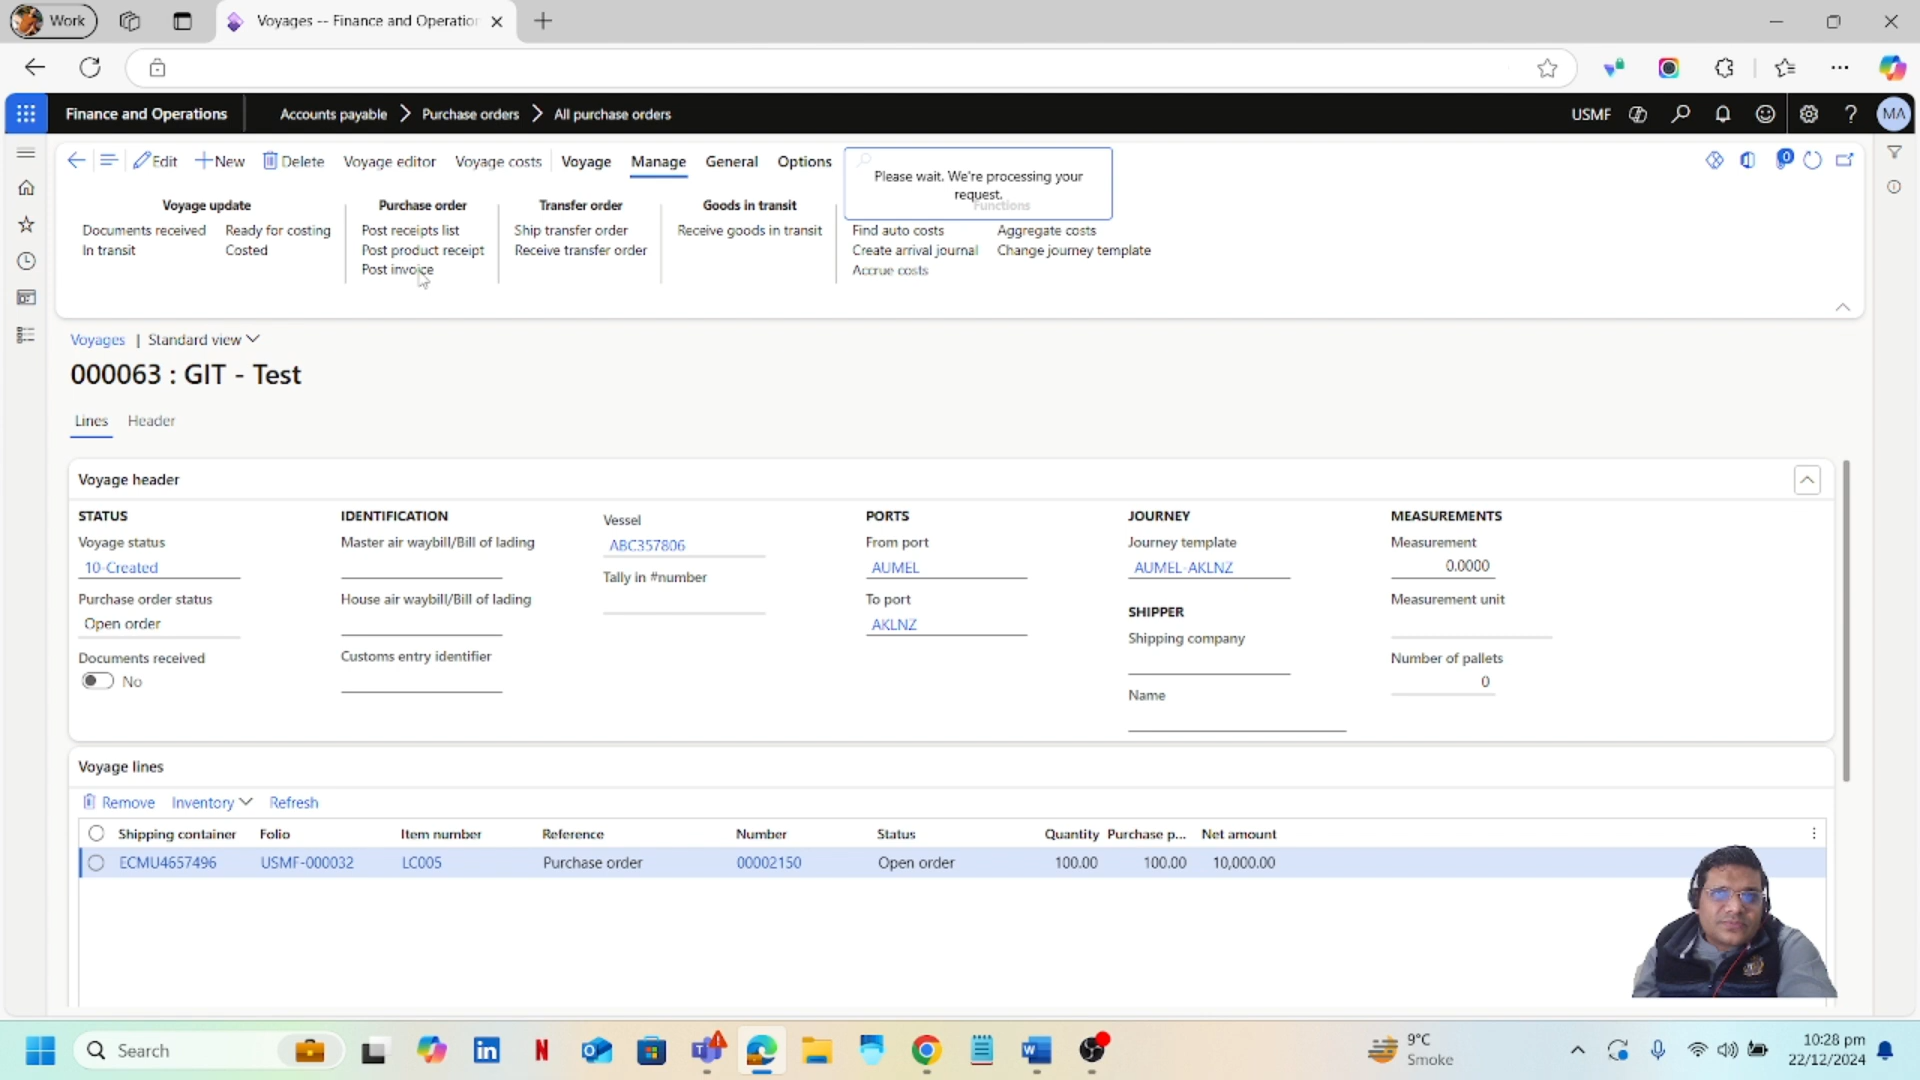 Work
Voyages -- Finance and Operation
Finance and Operations
Accounts payable
Purchase orders
All purchase orders
USMF
MA
Edit
New
Delete
Voyage editor
Voyage costs
Voyage
Manage
General
Options
Please wait. We're processing your
request.
0
Voyage update
Purchase order
Transfer order
Goods in transit
Functions
Documents received
Ready for costing
Post receipts list
Ship transfer order
Receive goods in transit
Find auto costs
Aggregate costs
In transit
Costed
Post product receipt
Receive transfer order
Create arrival journal
Change journey template
Post invoice
Accrue costs
Voyages | Standard view
000063 : GIT - Test
Lines
Header
Voyage header
STATUS
IDENTIFICATION
Vessel
PORTS
JOURNEY
MEASUREMENTS
Voyage status
Master air waybill/Bill of lading
ABC357806
From port
Journey template
Measurement
10-Created
AUMEL
AUMEL-AKLNZ
0.0000
Tally in #number
Purchase order status
House air waybill/Bill of lading
To port
SHIPPER
Measurement unit
Open order
AKLNZ
Shipping company
Documents received
Customs entry identifier
Number of pallets
No
0
Name
Voyage lines
Remove
Inventory
Refresh
Shipping container
Folio
Item number
Reference
Number
Status
Quantity
Purchase p...
Net amount
ECMU4657496
USMF-000032
LC005
Purchase order
00002150
Open order
100.00
100.00
10,000.00
Search
9°C
Smoke
10:28 pm
22/12/2024